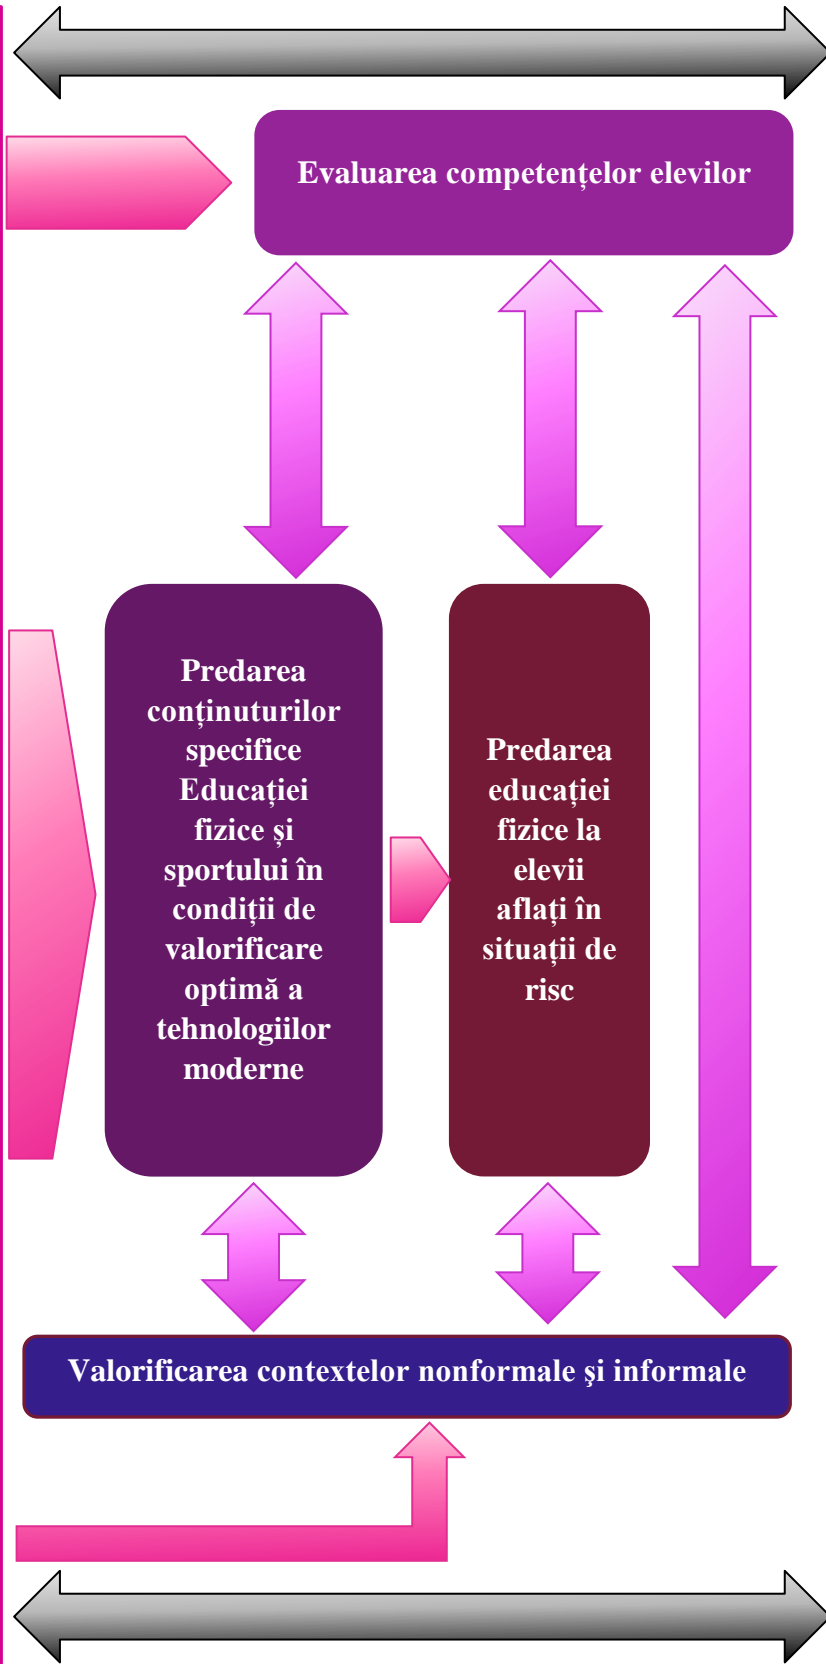 Evaluarea competențelor elevilor
Predarea
conținuturilor
specifice
Educației
fizice și
sportului în
condiții de
valorificare
optimă a
tehnologiilor
moderne
Predarea
educației
fizice la
elevii
aflați în
situații de
risc
Valorificarea contextelor nonformale şi informale